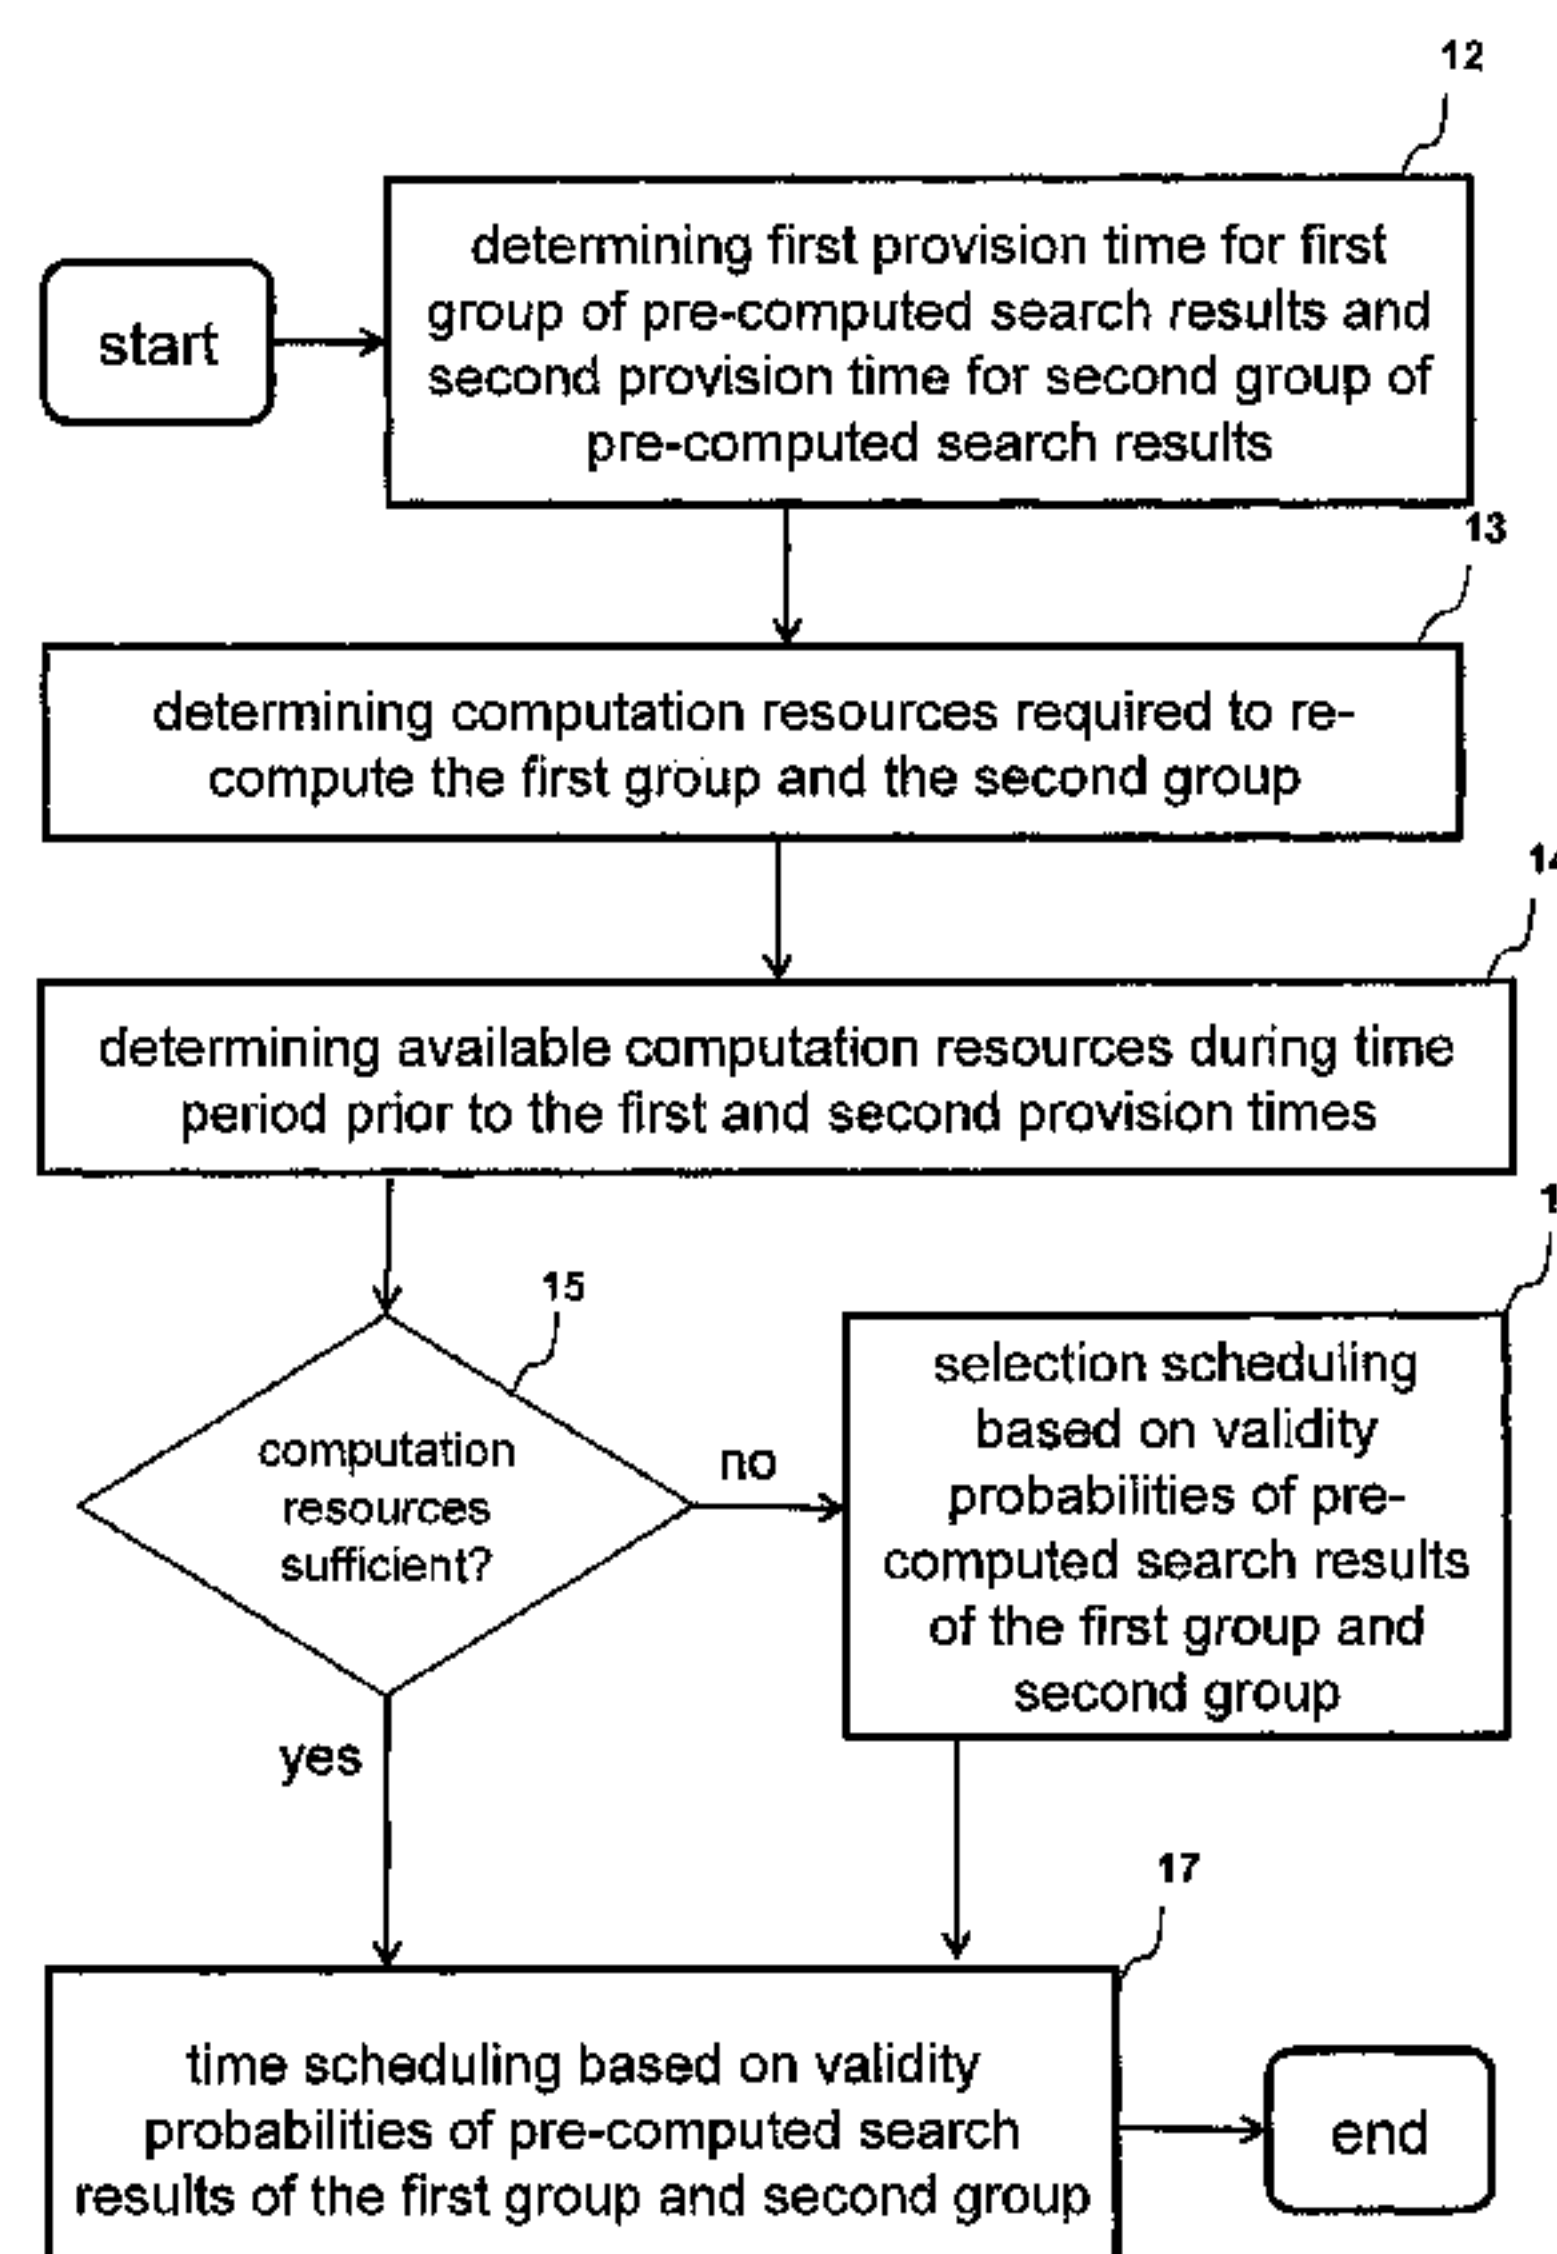 12
start
determining first provision time for first
group of pre-computed search results and
second provision time for second group of
pre-computed search results
13
determining computation resources required to re-
compute the first group and the second group
14
determining available computation resources during time
period prior to the first and second provision times
15
computation
resources
sufficient?
no
yes
selection scheduling
based on validity
probabilities of pre-
computed search results
of the first group and
second group
17
time scheduling based on validity
probabilities of pre-computed search
results of the first group and second group
end